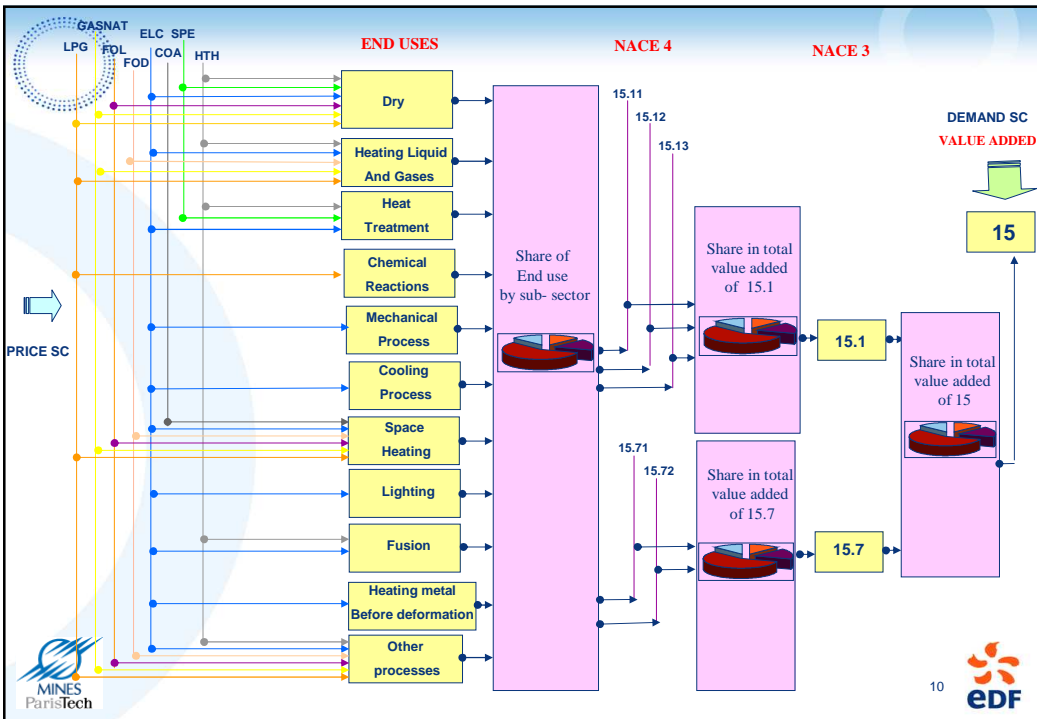 GASNAT
ELC SPE
LPG
FOL
COA
FOD
HTH
END USES
NACE 4
NACE 3
PRICE SC
Dry
Heating Liquid
And Gases
Heat
Treatment
Chemical
Reactions
Mechanical
Process
Cooling
Process
Space
Heating
Lighting
Fusion
Heating metal
Before deformation
Other
processes
Share of
End use
by sub- sector
15.11
15.12
15.13
15.71
15.72
Share in total
value added
of 15.1
Share in total
value added
of 15.7
15.1
15.7
Share in total
value added
of 15
DEMAND SC
VALUE ADDED
15
MINES
ParisTech
10
eDF